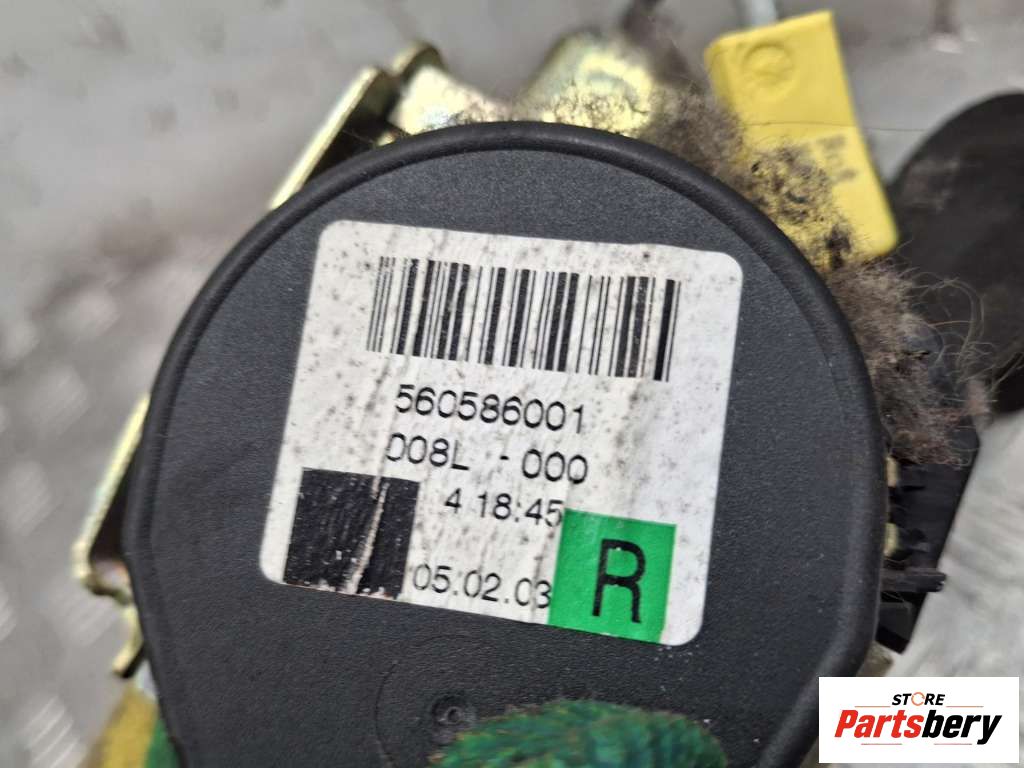 560586001
008L - 000
4 18:45
05.02.03
R
STORE
Partsbery